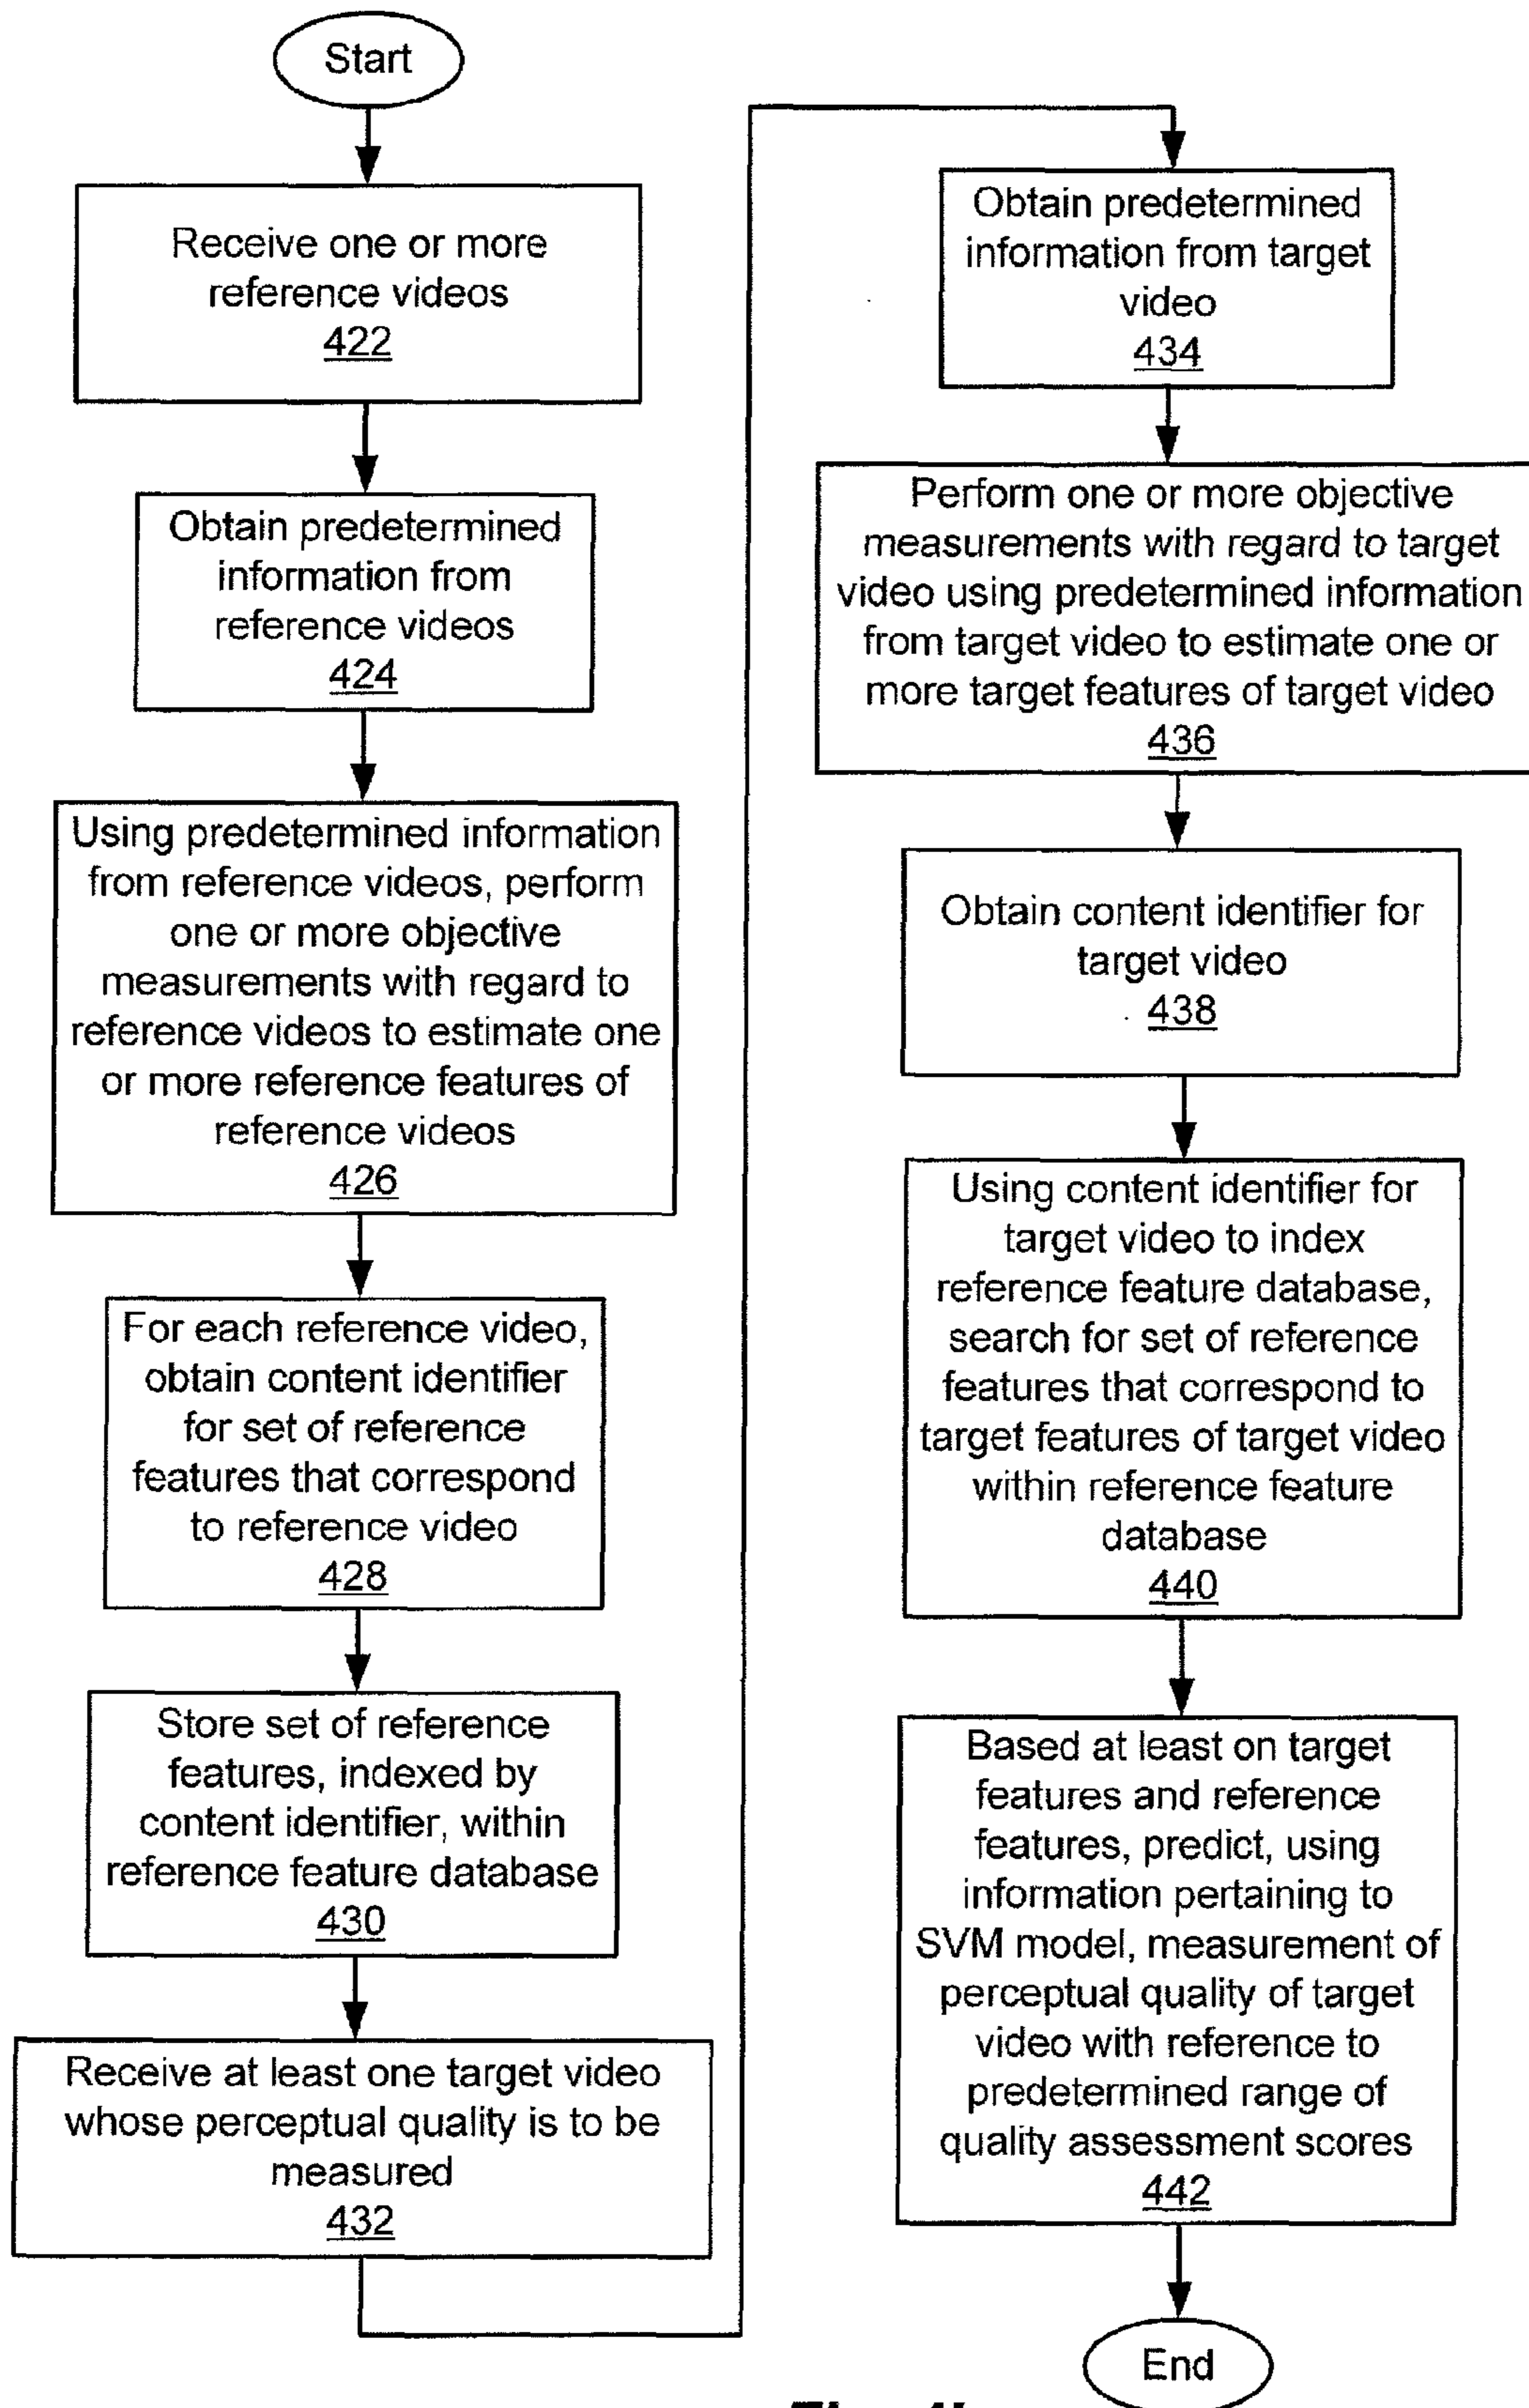 Start
Receive one or more
reference videos
422
Obtain predetermined
information from
reference videos
424
Using predetermined information
from reference videos, perform
one or more objective
measurements with regard to
reference videos to estimate one
or more reference features of
reference videos
426
For each reference video,
obtain content identifier
for set of reference
features that correspond
to reference video
428
Store set of reference
features, indexed by
content identifier, within
reference feature database
430
Receive at least one target video
whose perceptual quality is to be
measured
432
Obtain predetermined
information from target
video
434
Perform one or more objective
measurements with regard to target
video using predetermined information
from target video to estimate one or
more target features of target video
436
Obtain content identifier for
target video
438
Using content identifier for
target video to index
reference feature database,
search for set of reference
features that correspond to
target features of target video
within reference feature
database
440
Based at least on target
features and reference
features, predict, using
information pertaining to
SVM model, measurement of
perceptual quality of target
video with reference to
predetermined range of
quality assessment scores
442
End